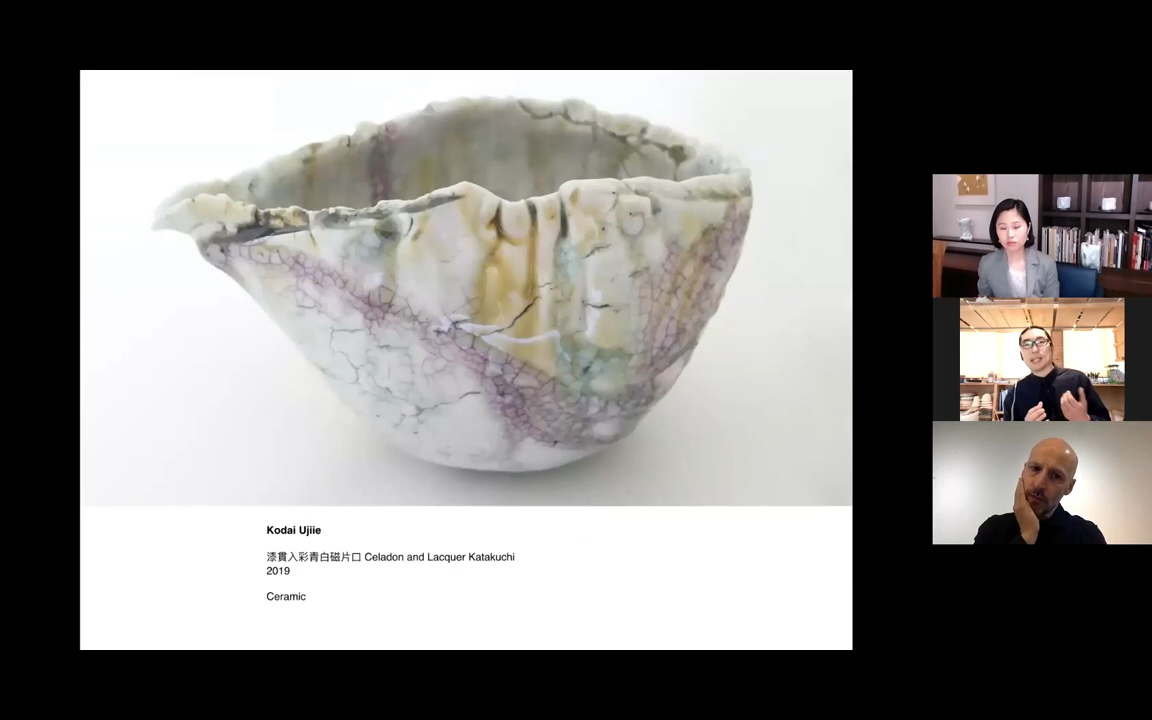 Kodai Ujiie
漆貫入彩青白磁片口 Celadon and Lacquer Katakuchi
2019
Ceramic